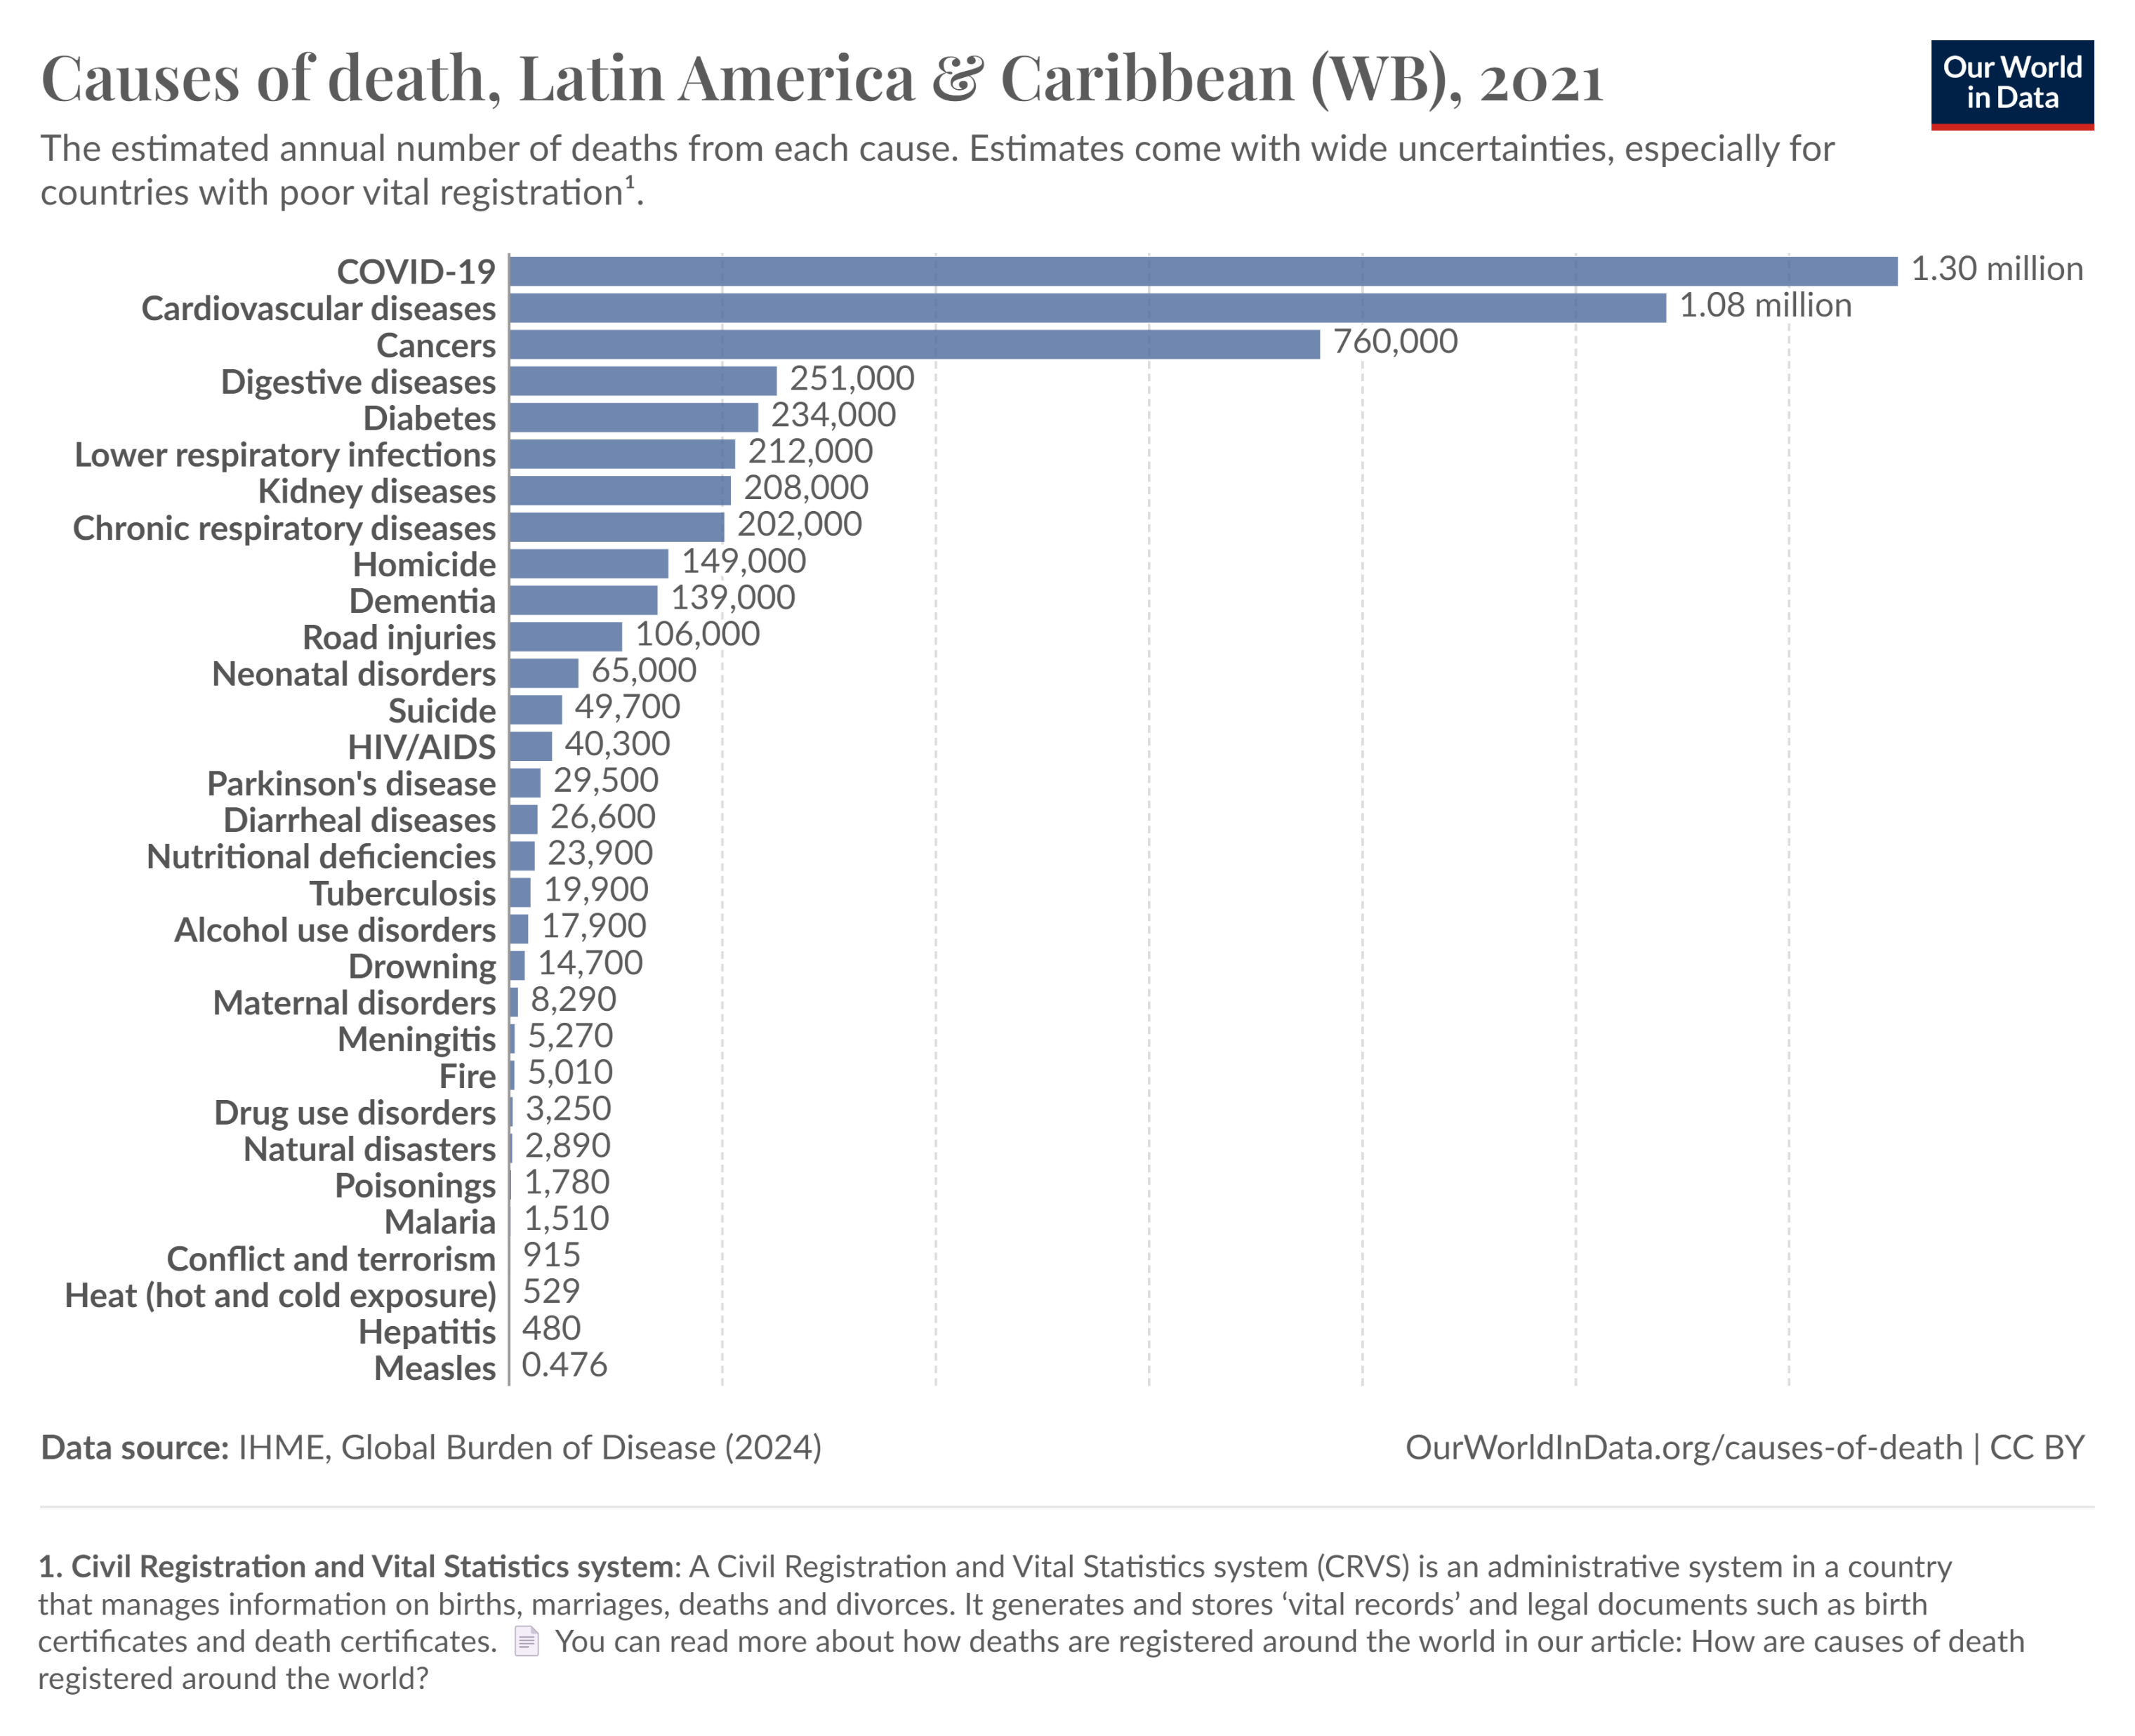 Causes of death, Latin America & Caribbean (WB), 2021
Our World
in Data
The estimated annual number of deaths from each cause. Estimates come with wide uncertainties, especially for
countries with poor vital registration¹.
COVID-19 1.30 million
Cardiovascular diseases 1.08 million
Cancers 760,000
Digestive diseases 251,000
Diabetes 234,000
Lower respiratory infections 212,000
Kidney diseases 208,000
Chronic respiratory diseases 202,000
Homicide 149,000
Dementia 139,000
Road injuries 106,000
Neonatal disorders 65,000
Suicide 49,700
HIV/AIDS 40,300
Parkinson's disease 29,500
Diarrheal diseases 26,600
Nutritional deficiencies 23,900
Tuberculosis 19,900
Alcohol use disorders 17,900
Drowning 14,700
Maternal disorders 8,290
Meningitis 5,270
Fire 5,010
Drug use disorders 3,250
Natural disasters 2,890
Poisonings 1,780
Malaria 1,510
Conflict and terrorism 915
Heat (hot and cold exposure) 529
Hepatitis 480
Measles 0.476
Data source: IHME, Global Burden of Disease (2024)
OurWorldInData.org/causes-of-death | CC BY
1. Civil Registration and Vital Statistics system: A Civil Registration and Vital Statistics system (CRVS) is an administrative system in a country
that manages information on births, marriages, deaths and divorces. It generates and stores ‘vital records’ and legal documents such as birth
certificates and death certificates. You can read more about how deaths are registered around the world in our article: How are causes of death
registered around the world?